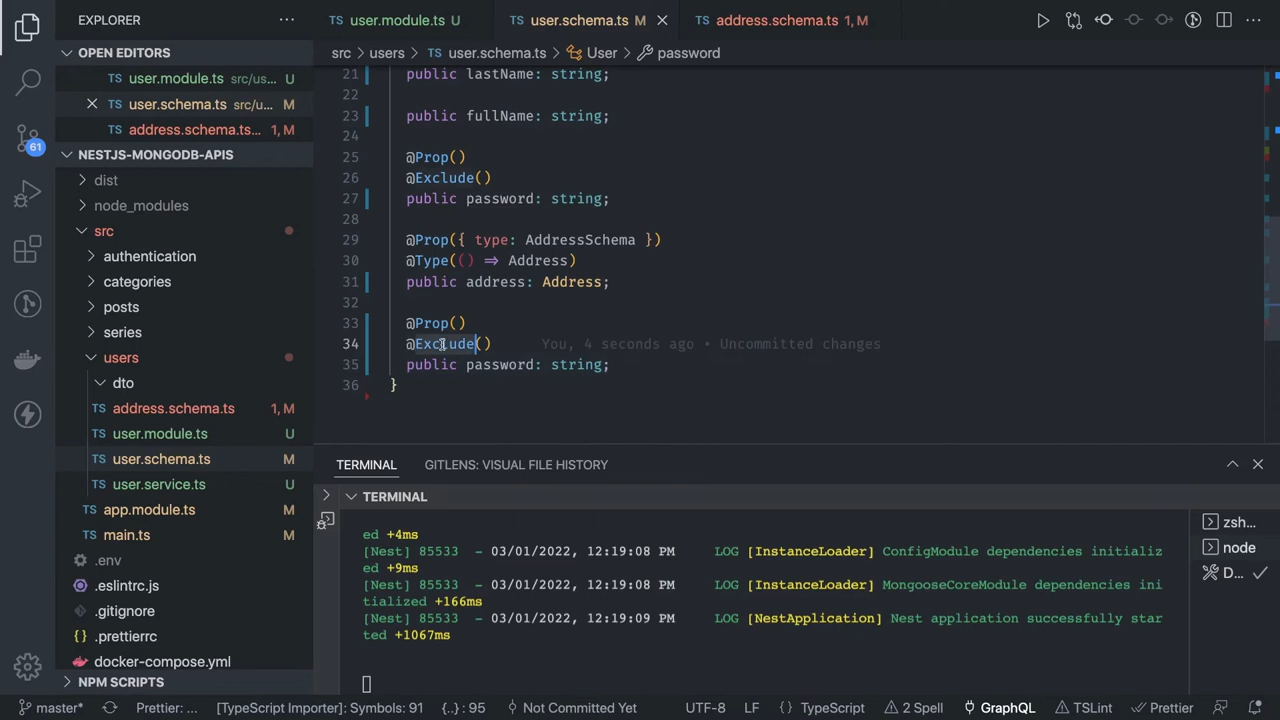 EXPLORER
OPEN EDITORS
TS user.module.ts src/us... U
TS user.schema.ts src/u... M
TS address.schema.ts... 1, M
NESTJS-MONGODB-APIS
dist
node_modules
src
authentication
categories
posts
series
users
dto
TS address.schema.ts 1, M
TS user.module.ts U
TS user.schema.ts M
TS user.service.ts U
TS app.module.ts M
TS main.ts M
.env
.eslintrc.js
.gitignore
.prettierrc
docker-compose.yml
NPM SCRIPTS
61
TS user.module.ts U
TS user.schema.ts M
TS address.schema.ts 1, M
src > users > TS user.schema.ts > User > password
21 public lastName: string;
22
23 public fullName: string;
24
25 @Prop()
26 @Exclude()
27 public password: string;
28
29 @Prop({ type: AddressSchema })
30 @Type(() => Address)
31 public address: Address;
32
33 @Prop()
34 @Exclude() You, 4 seconds ago • Uncommitted changes
35 public password: string;
36 }
TERMINAL GITLENS: VISUAL FILE HISTORY
TERMINAL
ed +4ms
[Nest] 85533 - 03/01/2022, 12:19:08 PM LOG [InstanceLoader] ConfigModule dependencies initializ
ed +9ms
[Nest] 85533 - 03/01/2022, 12:19:08 PM LOG [InstanceLoader] MongooseCoreModule dependencies ini
tialized +166ms
[Nest] 85533 - 03/01/2022, 12:19:09 PM LOG [NestApplication] Nest application successfully star
ted +1067ms
zsh...
node
D...
master* Prettier: ... [TypeScript Importer]: Symbols: 91 {..}: 95 Not Committed Yet UTF-8 LF TypeScript 2 Spell GraphQL TSLint Prettier